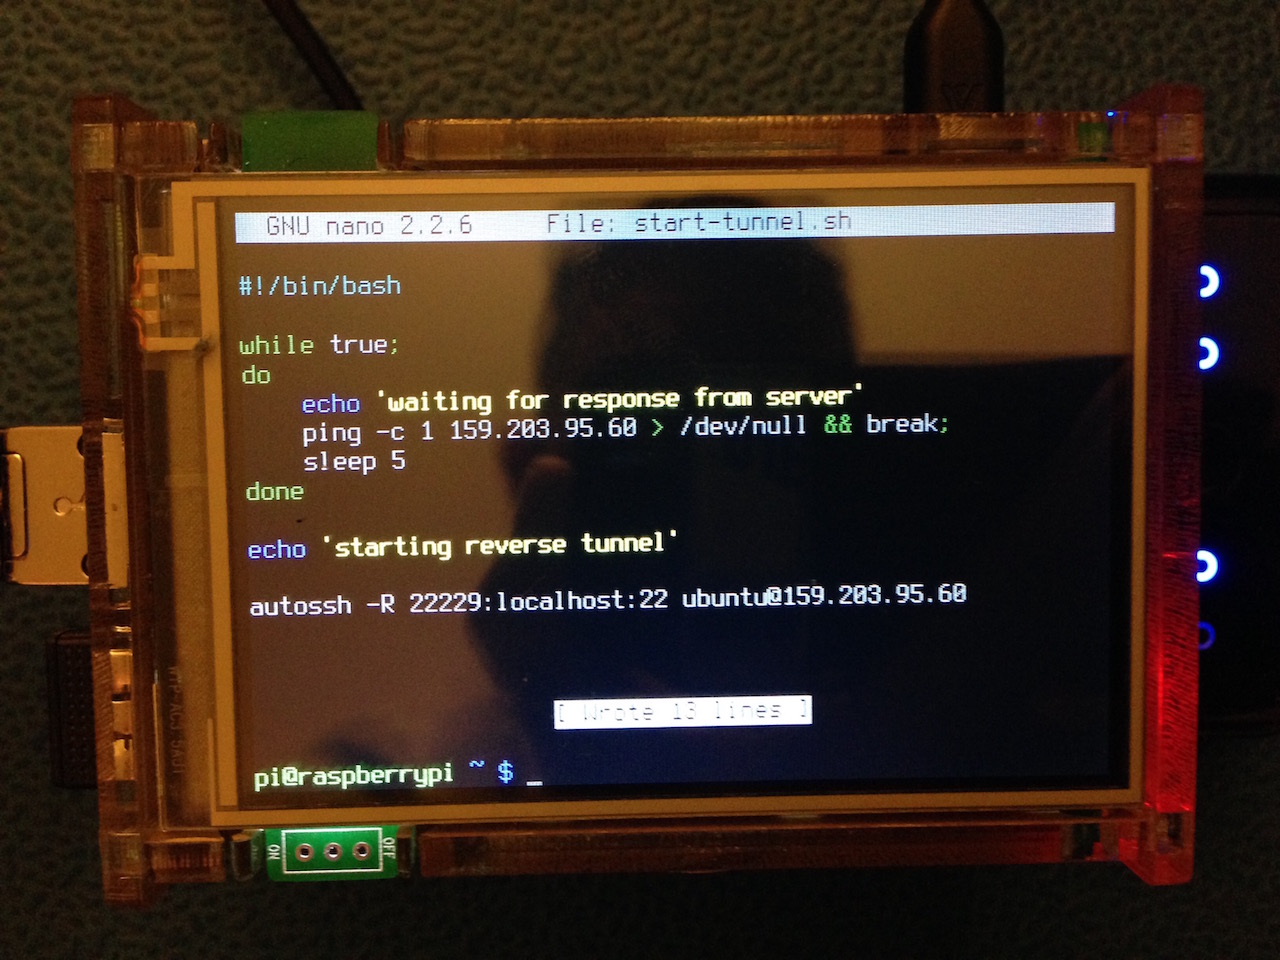 GNU nano 2.2.6 File: start-tunnel.sh
#!/bin/bash
while true;
do
echo 'waiting for response from server'
ping -c 1 159.203.95.60 > /dev/null && break;
sleep 5
done
echo 'starting reverse tunnel'
autossh -R 22229:localhost:22 ubuntu@159.203.95.60
[ Wrote 13 lines ]
pi@raspberrypi ~ $ _
ON
OFF